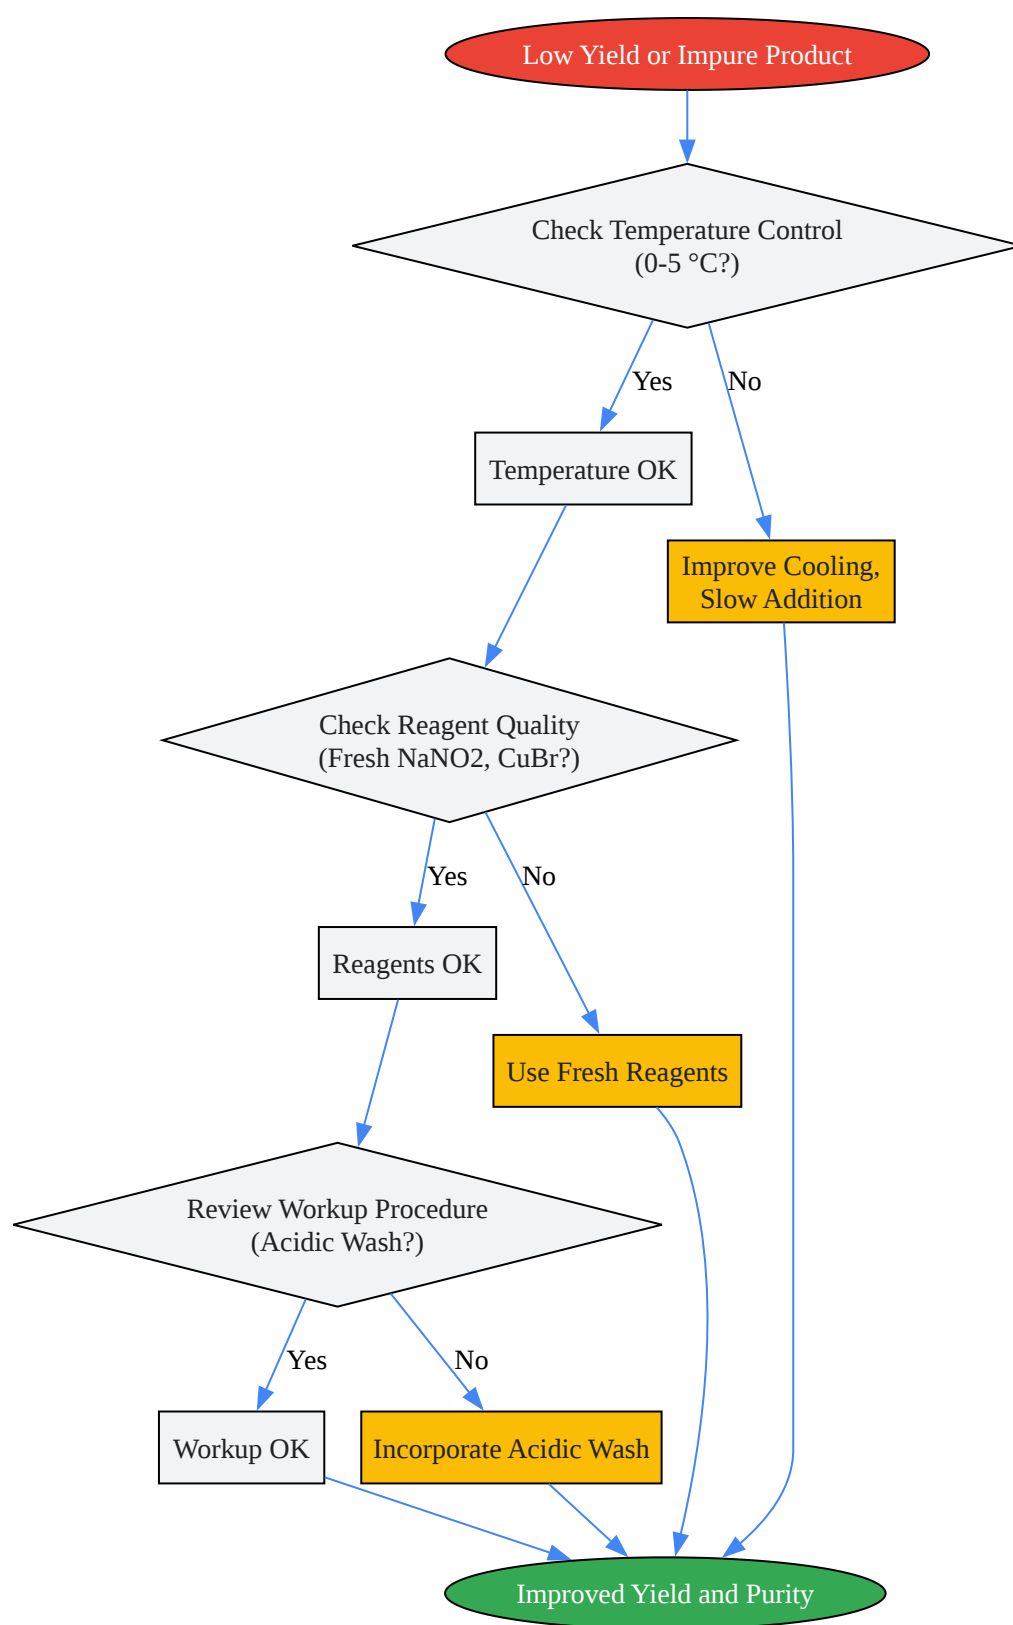 Low Yield or Impure Product
Check Temperature Control
(0-5 °C?)
Yes
No
Temperature OK
Improve Cooling,
Slow Addition
Check Reagent Quality
(Fresh NaNO2, CuBr?)
Yes
No
Reagents OK
Use Fresh Reagents
Review Workup Procedure
(Acidic Wash?)
Yes
No
Workup OK
Incorporate Acidic Wash
Improved Yield and Purity